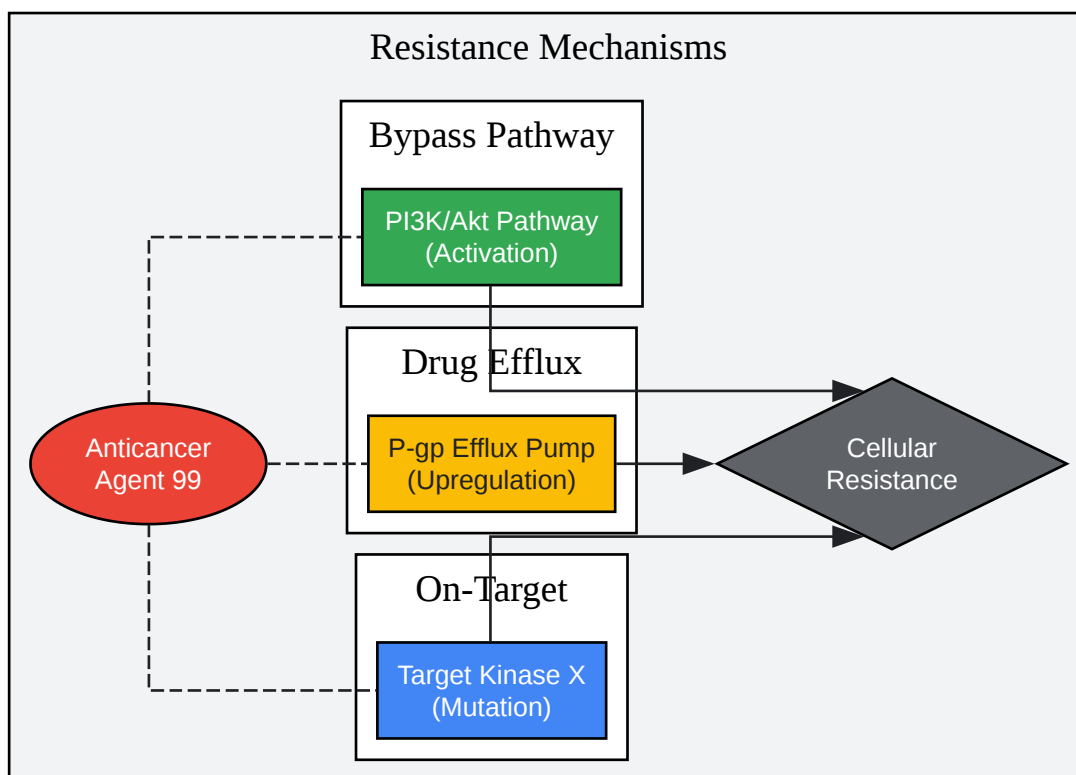 Resistance Mechanisms
Bypass Pathway
PI3K/Akt Pathway
(Activation)
Drug Efflux
Anticancer
Agent 99
P-gp Efflux Pump
(Upregulation)
Cellular
Resistance
On-Target
Target Kinase X
(Mutation)